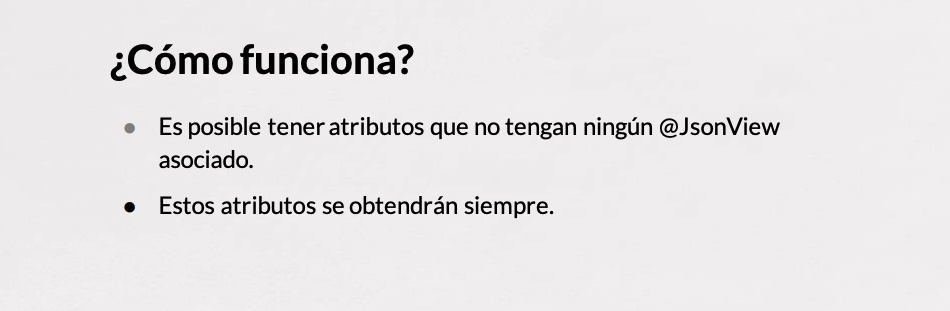 ¿Cómo funciona?
● Es posible tener atributos que no tengan ningún @JsonView
asociado.
● Estos atributos se obtendrán siempre.